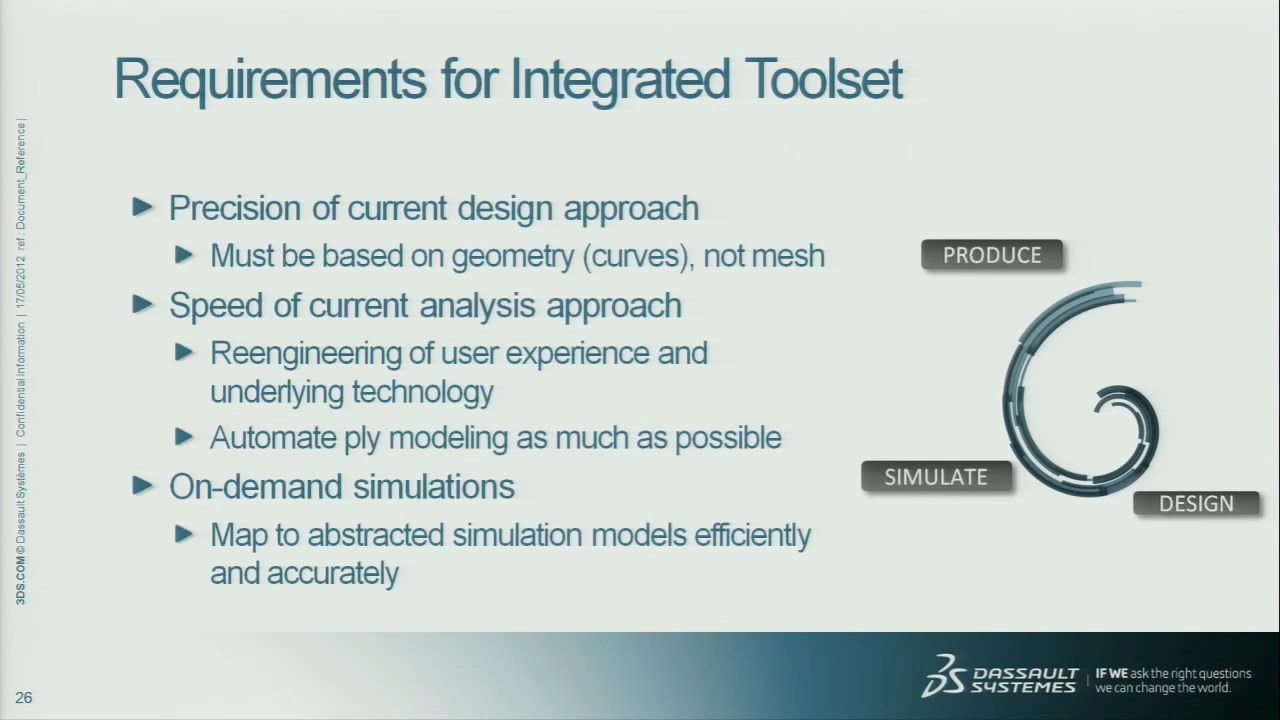 Requirements for Integrated Toolset
Precision of current design approach
Must be based on geometry (curves), not mesh
Speed of current analysis approach
Reengineering of user experience and
underlying technology
Automate ply modeling as much as possible
On-demand simulations
Map to abstracted simulation models efficiently
and accurately
PRODUCE
SIMULATE
DESIGN
3DS.COM © Dassault Systèmes | Confidential Information | 17/05/2012 ref.: Document_Reference |
26
3DS DASSAULT
SYSTEMES
IF WE ask the right questions
we can change the world.